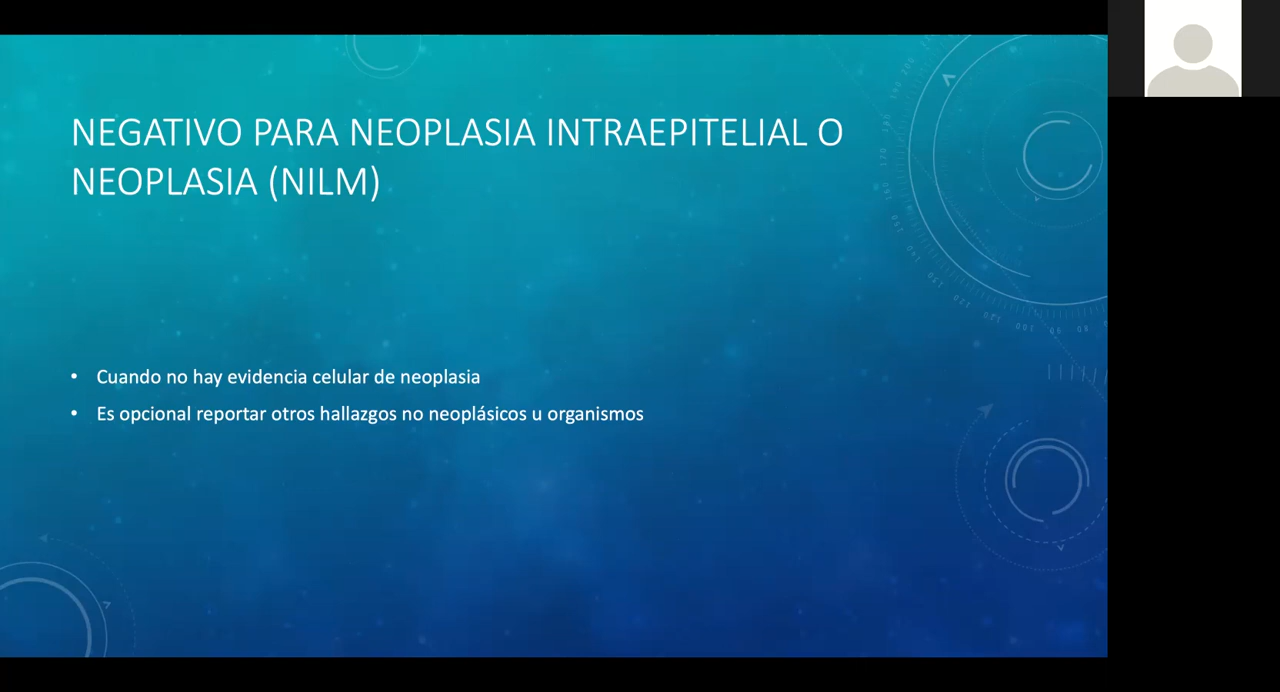 NEGATIVO PARA NEOPLASIA INTRAEPITELIAL O
NEOPLASIA (NILM)
• Cuando no hay evidencia celular de neoplasia
• Es opcional reportar otros hallazgos no neoplásicos u organismos